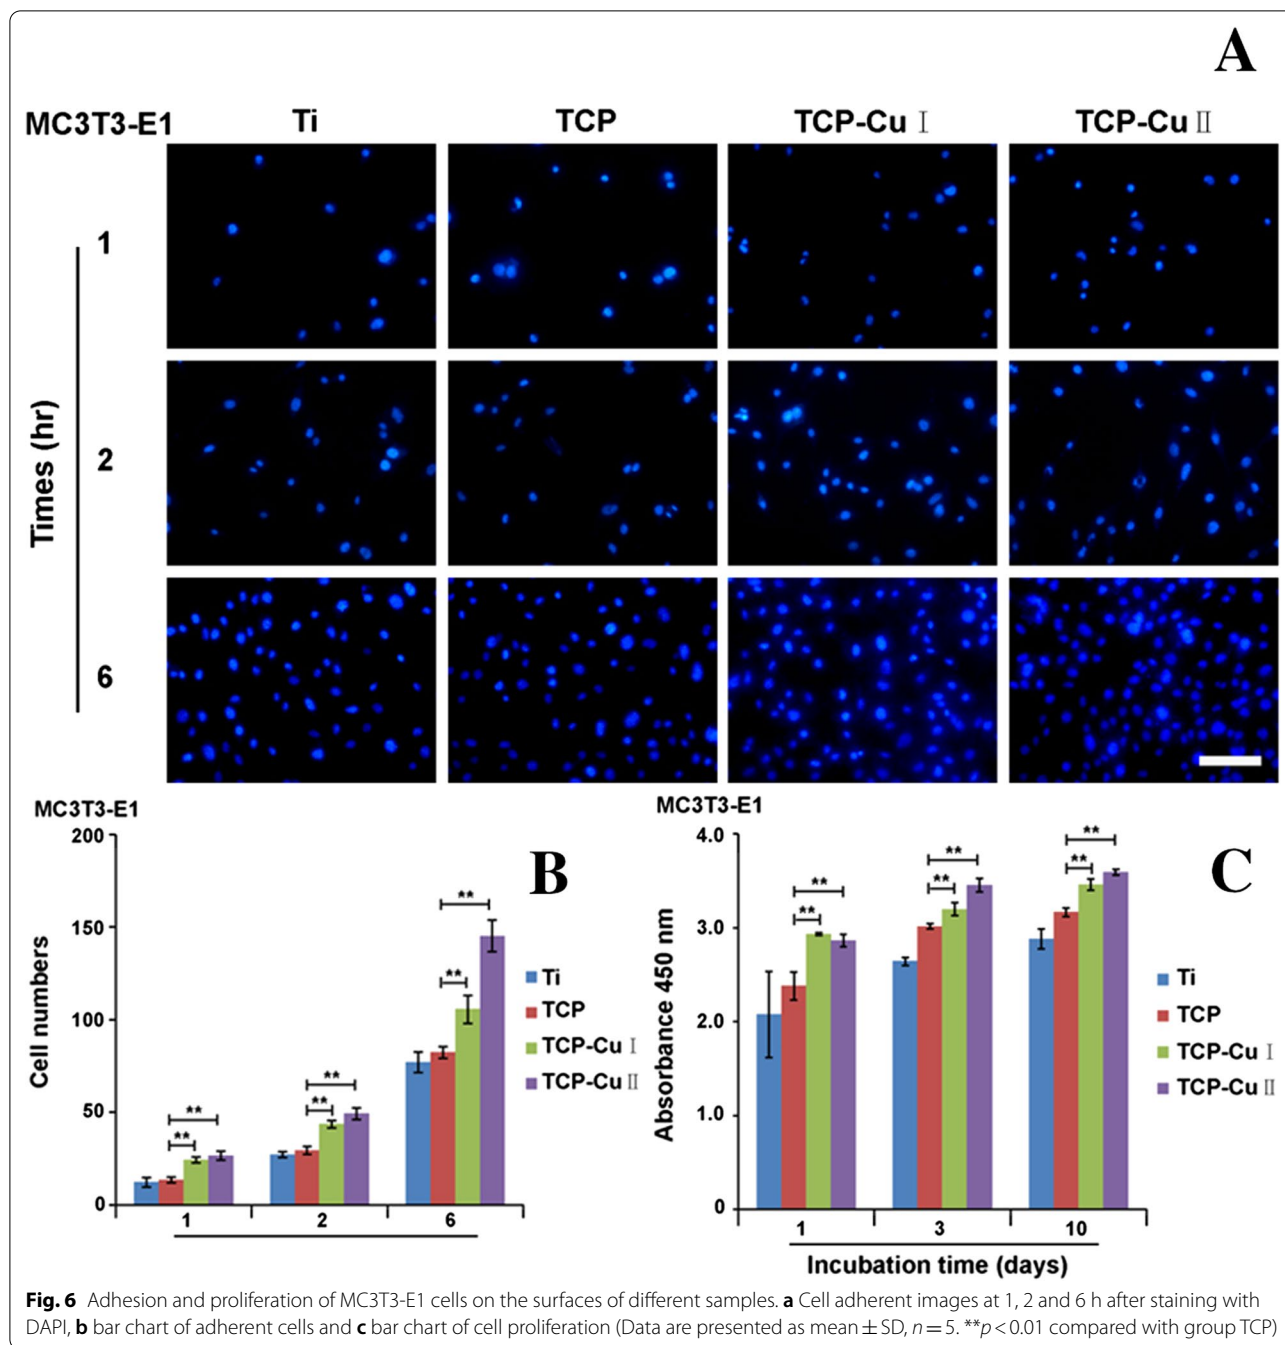 A
MC3T3-E1 Ti TCP TCP-Cu Ⅰ TCP-Cu Ⅱ
Times (hr)
1
2
6
MC3T3-E1
B
Cell numbers
200
150
100
50
0
** ** ** ** ** **
1 2 6
Ti
TCP
TCP-Cu Ⅰ
TCP-Cu Ⅱ
MC3T3-E1
C
Absorbance 450 nm
4.0
3.0
2.0
1.0
0
** ** ** ** ** **
1 3 10
Incubation time (days)
Ti
TCP
TCP-Cu Ⅰ
TCP-Cu Ⅱ
Fig. 6 Adhesion and proliferation of MC3T3-E1 cells on the surfaces of different samples. a Cell adherent images at 1, 2 and 6 h after staining with
DAPI, b bar chart of adherent cells and c bar chart of cell proliferation (Data are presented as mean ± SD, n = 5. **p < 0.01 compared with group TCP)